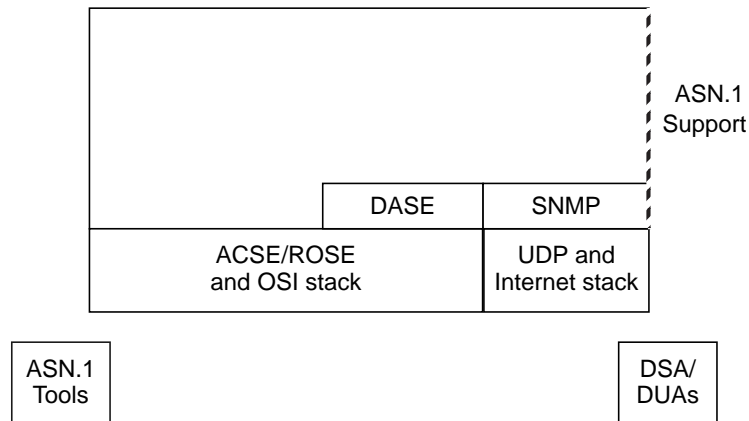 ASN.1
Support
DASE
SNMP
ACSE/ROSE
and OSI stack
UDP and
Internet stack
ASN.1
Tools
DSA/
DUAs